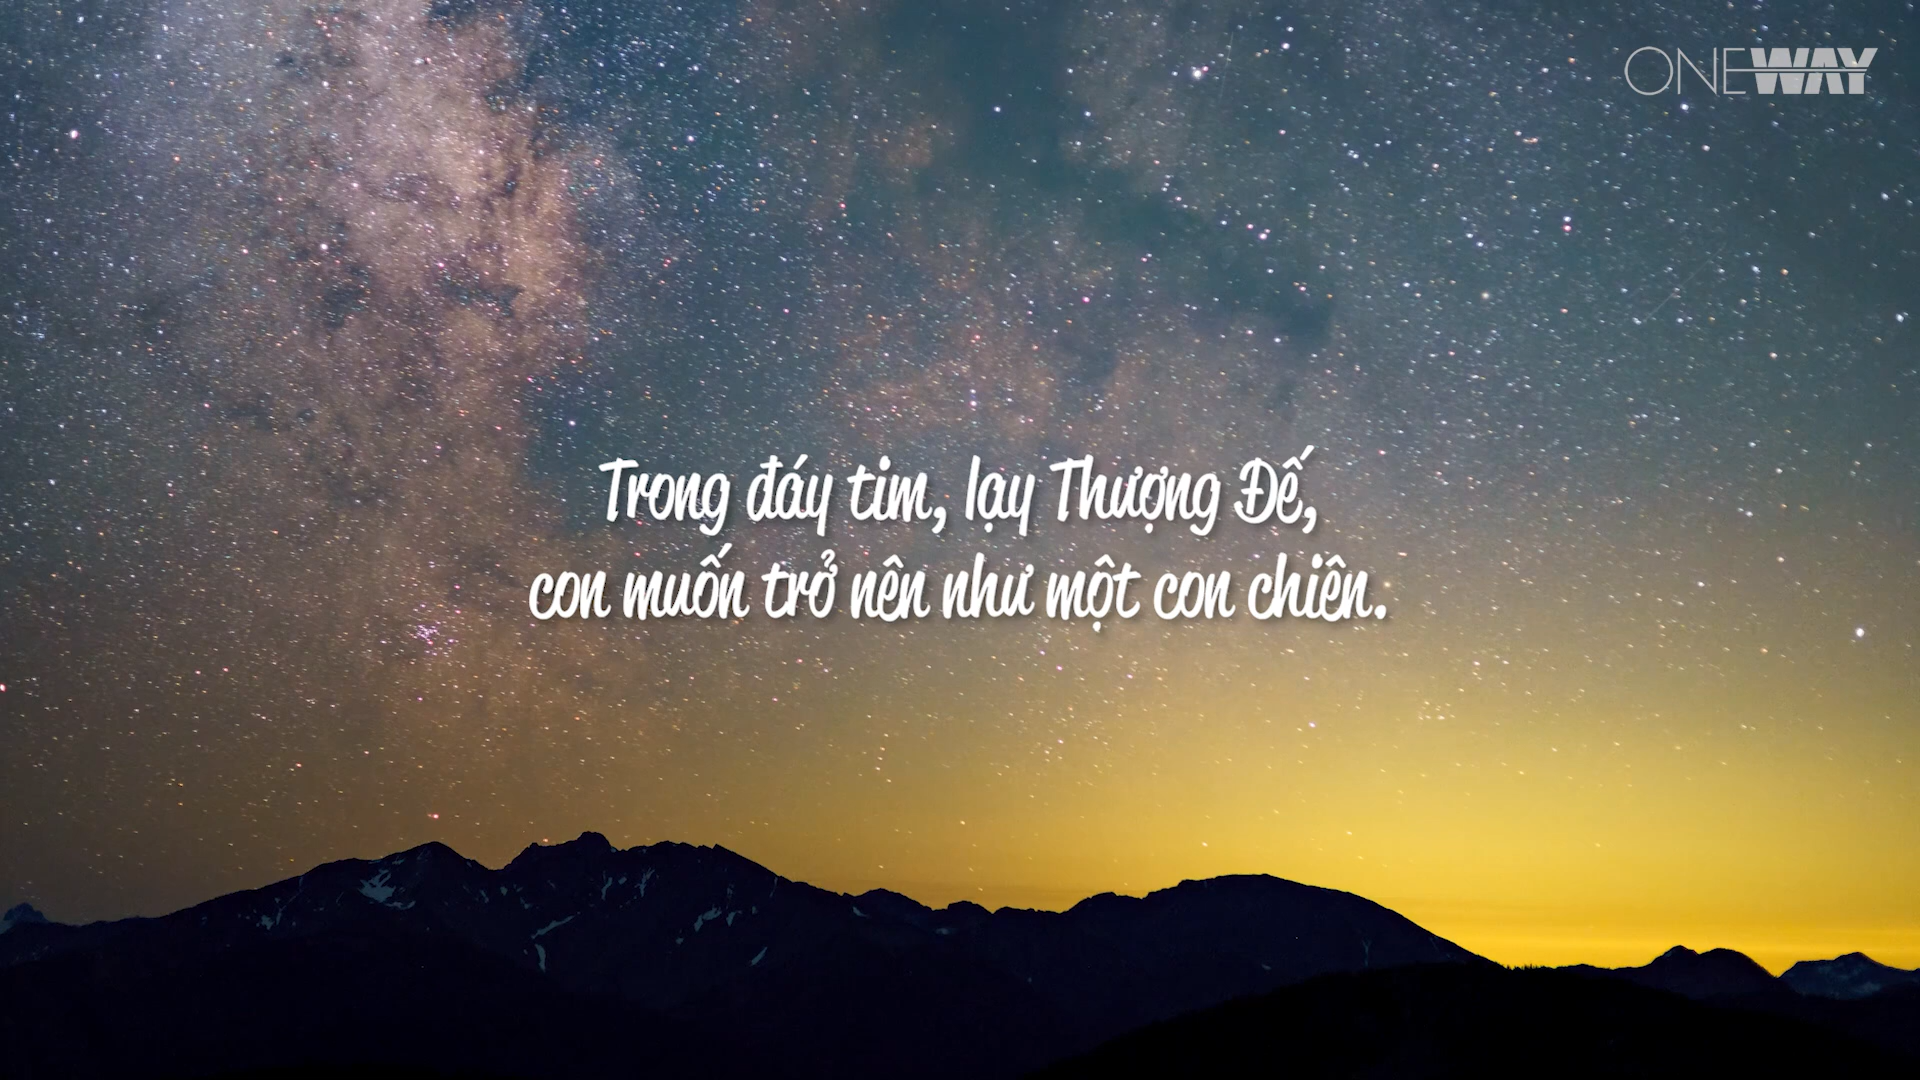 ONEWAY
Trong đáy tim, lạy Thượng Đế,
con muốn trở nên như một con chiên.